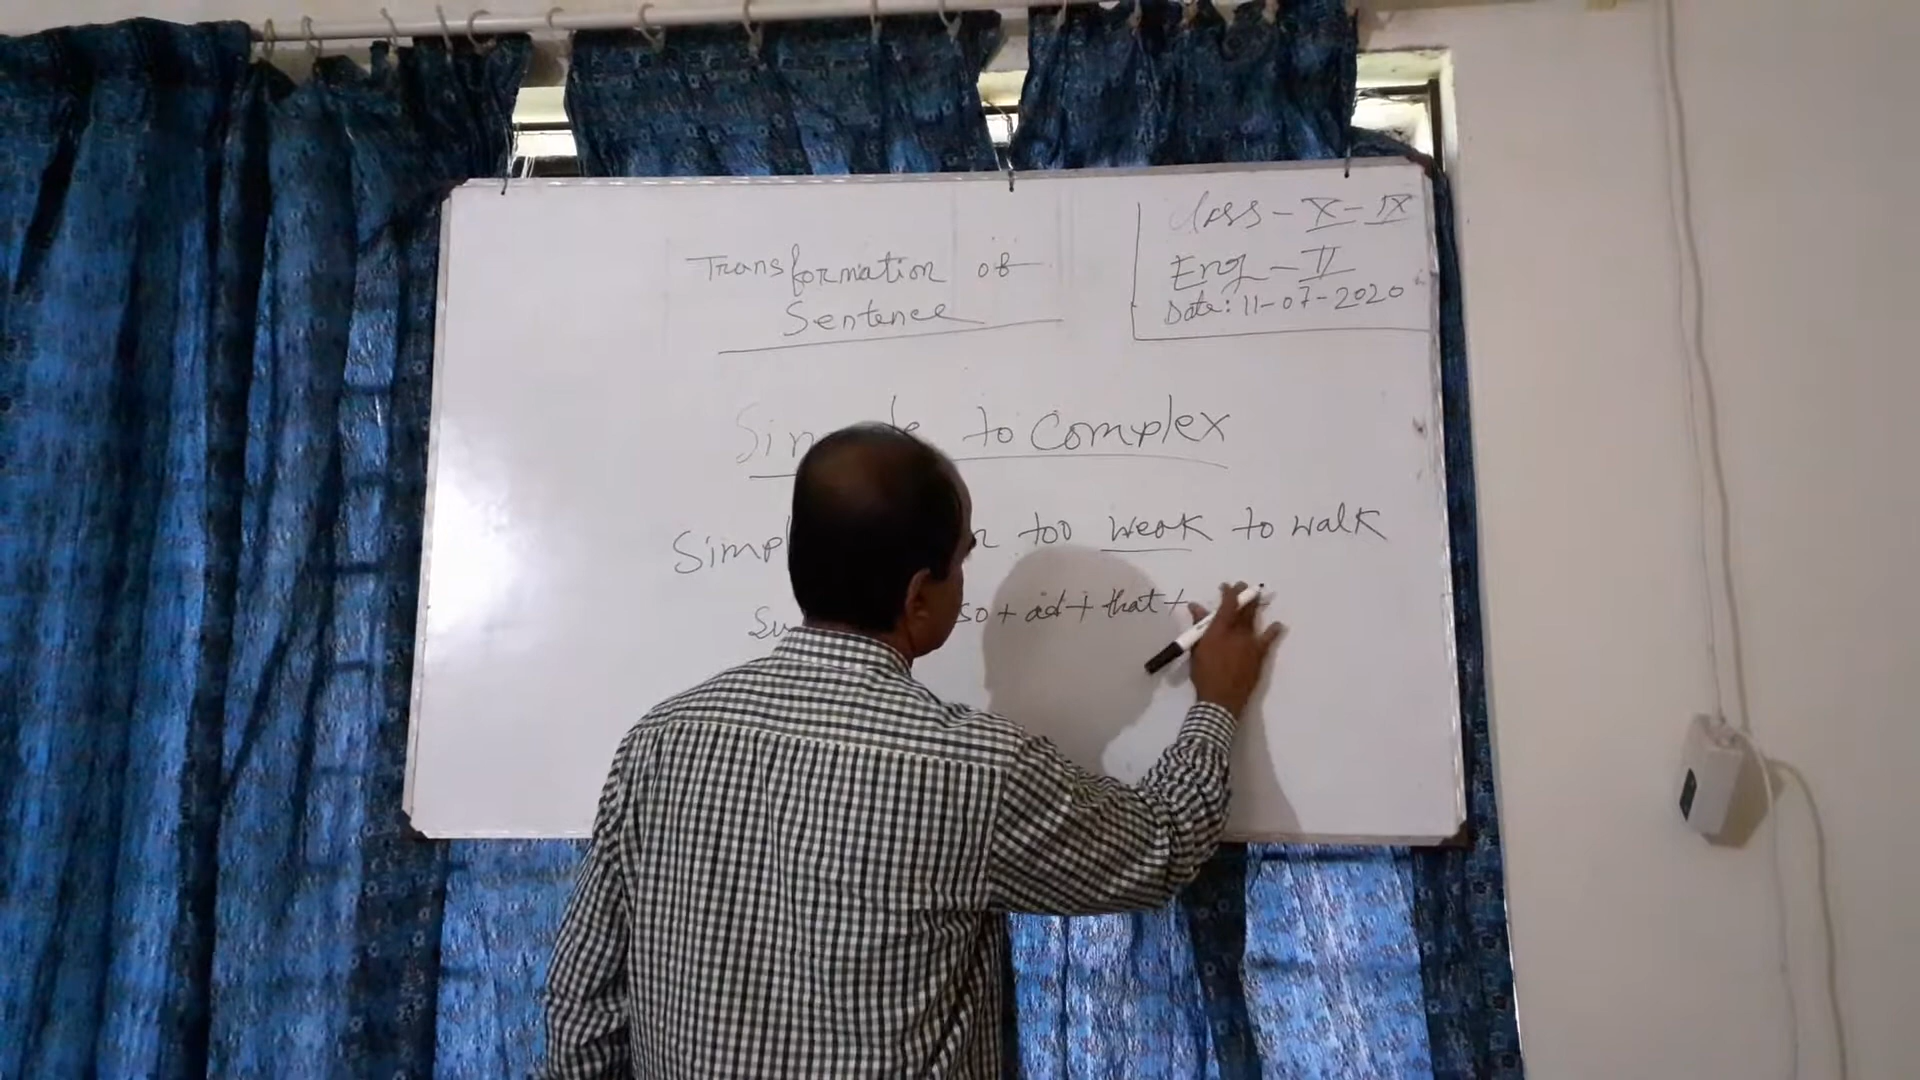 Class - X - IX
Eng - II
Date: 11-07-2020
Transformation of
Sentence
to Complex
too weak to walk
so + ad + that +